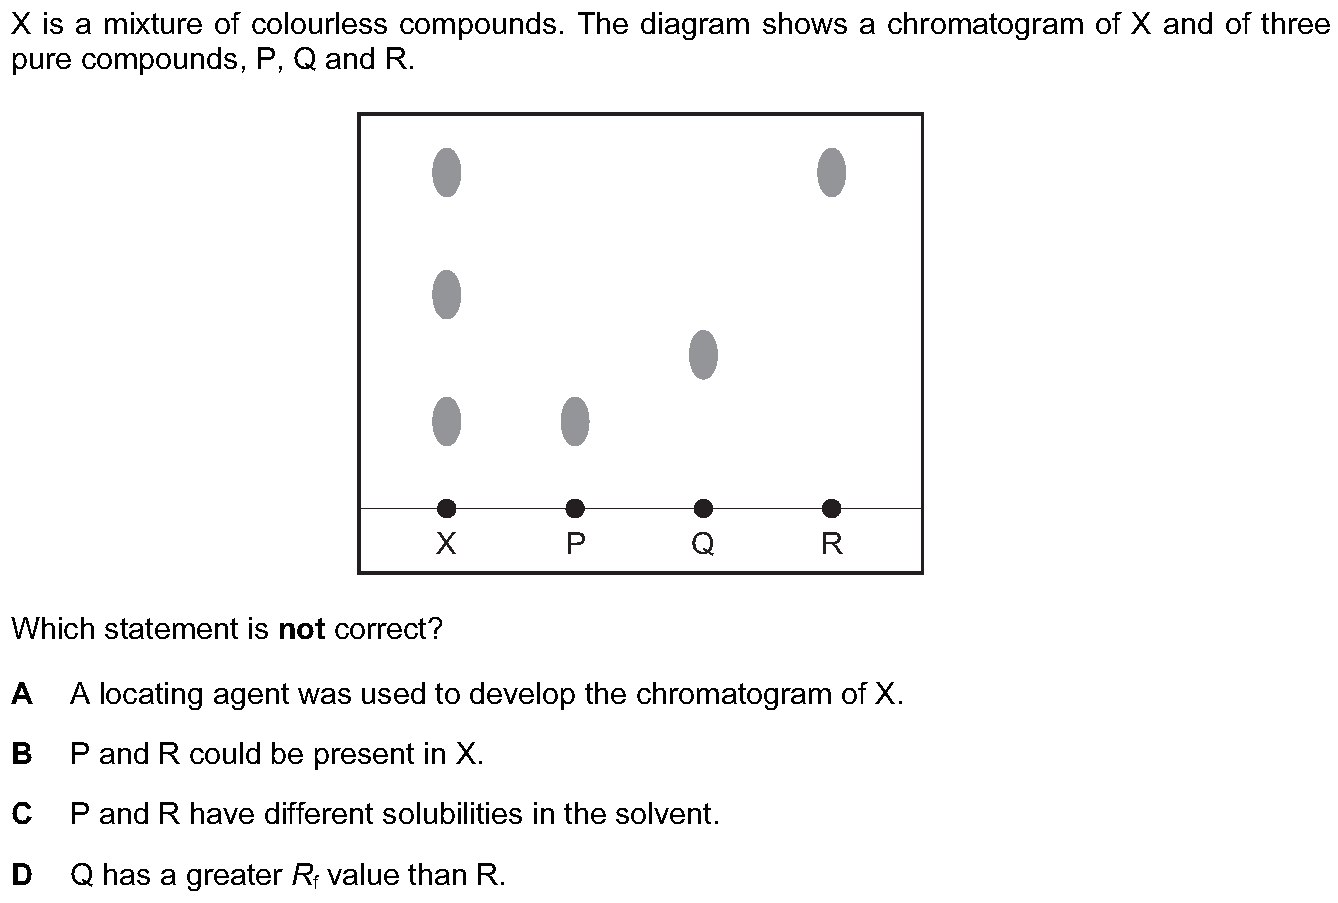 X is a mixture of colourless compounds. The diagram shows a chromatogram of X and of three
pure compounds, P, Q and R.
X P Q R
Which statement is not correct?
A A locating agent was used to develop the chromatogram of X.
B P and R could be present in X.
C P and R have different solubilities in the solvent.
D Q has a greater Rf value than R.